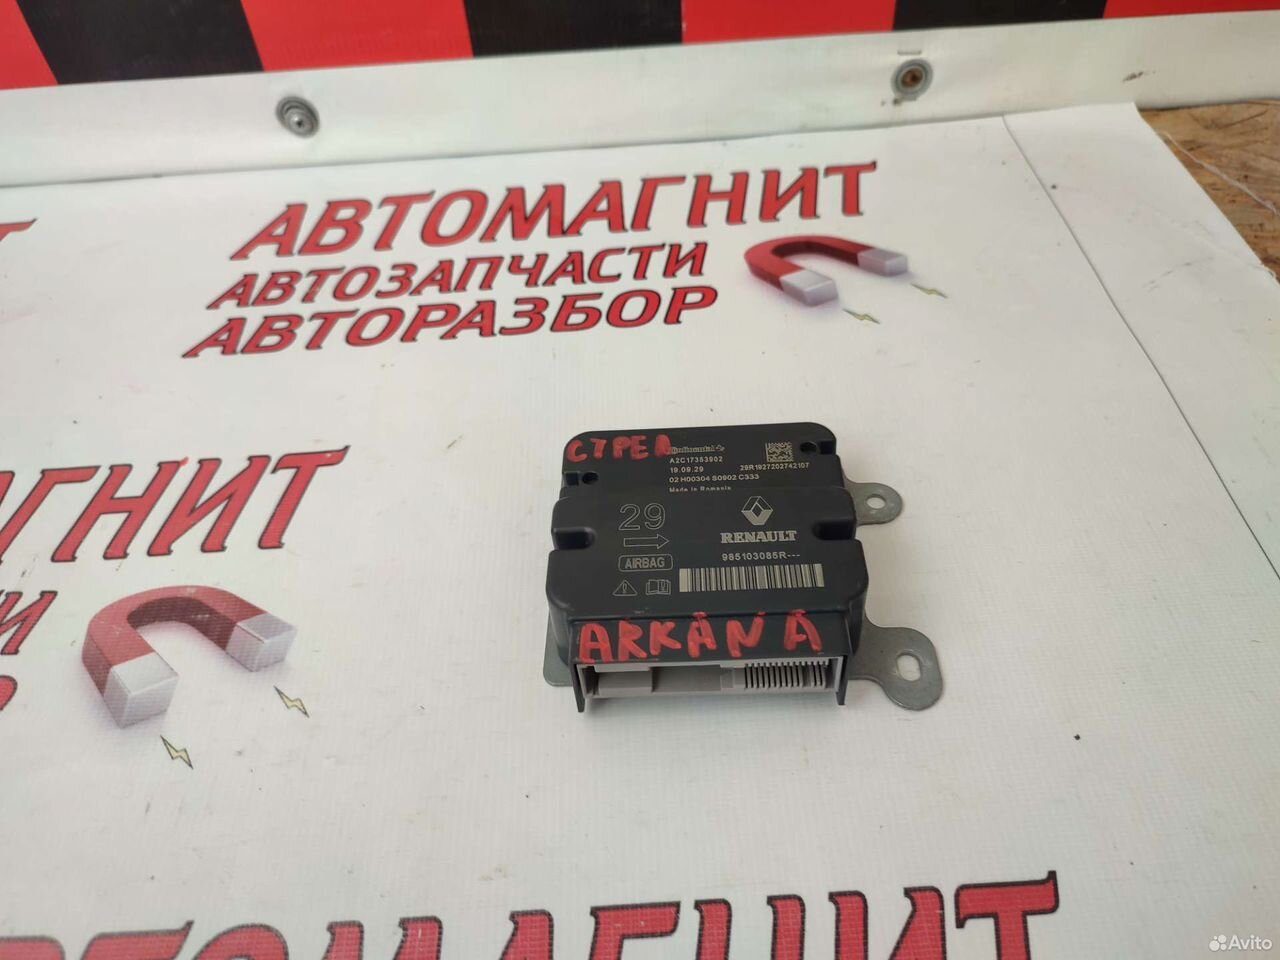 АВТОМАГНИТ
АВТОЗАПЧАСТИ
АВТОРАЗБОР
ГНИТ
СТРЕЛ
Continental
A2C17353902
19.09.29
29R1927202742107
02 H00304 S0902 C333
Made in Romania
29
RENAULT
985103085R---
AIRBAG
ARKANA
АВТОМАГНИТ
Avito